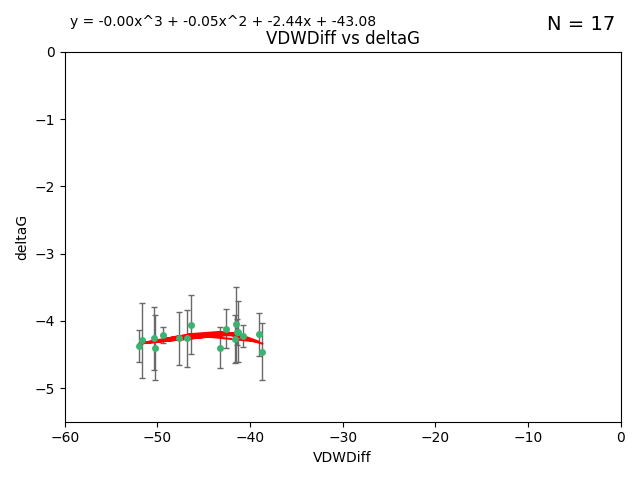 y = -0.00x^3 + -0.05x^2 + -2.44x + -43.08
N = 17
VDWDiff vs deltaG
0
−1
−2
−3
−4
−5
deltaG
−60 −50 −40 −30 −20 −10 0
VDWDiff